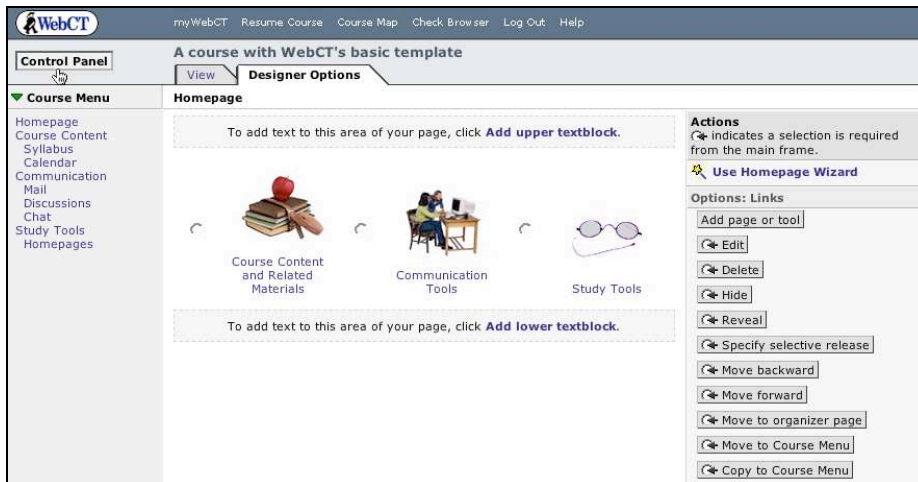 WebCT
myWebCT Resume Course Course Map Check Browser Log Out Help
Control Panel
A course with WebCT's basic template
View Designer Options
Course Menu
Homepage
Homepage
Course Content
Syllabus
Calendar
Communication
Mail
Discussions
Chat
Study Tools
Homepages
To add text to this area of your page, click Add upper textblock.
Course Content
and Related
Materials
Communication
Tools
Study Tools
To add text to this area of your page, click Add lower textblock.
Actions
indicates a selection is required
from the main frame.
Use Homepage Wizard
Options: Links
Add page or tool
Edit
Delete
Hide
Reveal
Specify selective release
Move backward
Move forward
Move to organizer page
Move to Course Menu
Copy to Course Menu